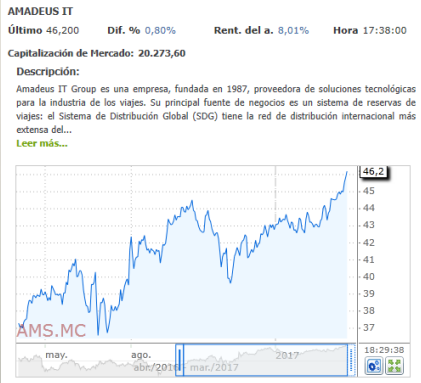 AMADEUS IT
Último 46,200 Dif. % 0,80% Rent. del a. 8,01% Hora 17:38:00
Capitalización de Mercado: 20.273,60
Descripción:
Amadeus IT Group es una empresa, fundada en 1987, proveedora de soluciones tecnológicas
para la industria de los viajes. Su principal fuente de negocios es un sistema de reservas de
viajes: el Sistema de Distribución Global (SDG) tiene la red de distribución internacional más
extensa del...
Leer más...
46,2
45
44
43
42
41
40
39
38
37
AMS.MC
may. ago. 2017
abr./2016 mar./2017
18:29:38